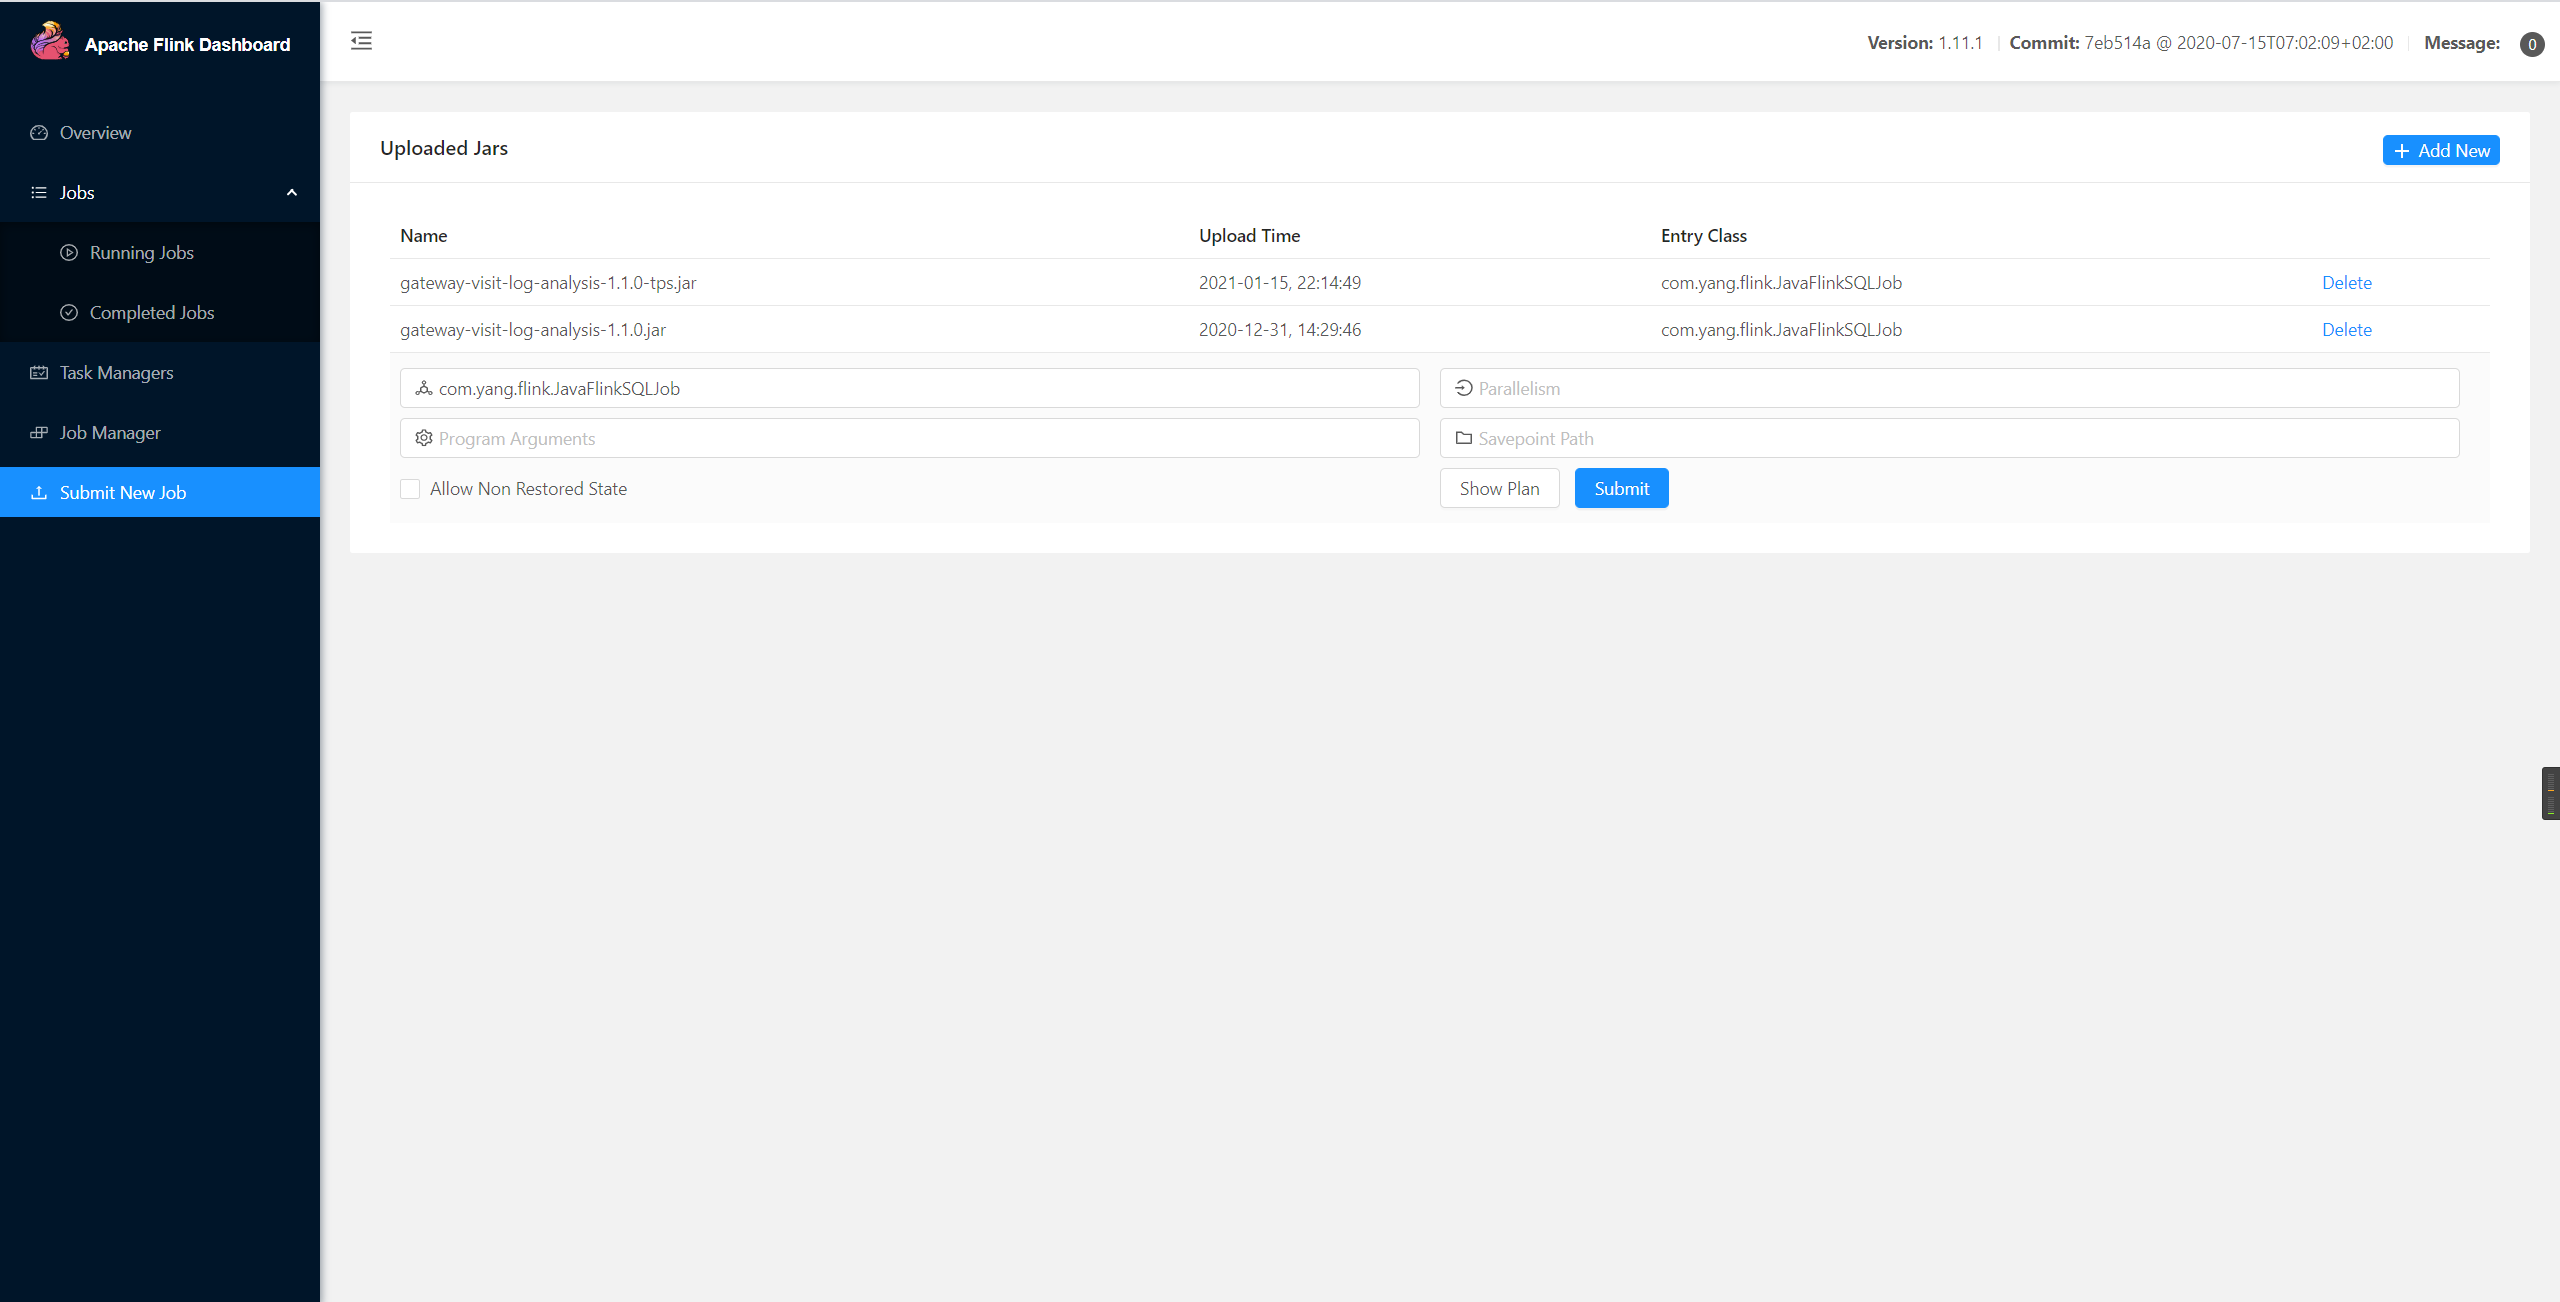 Apache Flink Dashboard
Version: 1.11.1 Commit: 7eb514a @ 2020-07-15T07:02:09+02:00 Message: 0
Overview
Jobs
Running Jobs
Completed Jobs
Task Managers
Job Manager
Submit New Job
Uploaded Jars
Add New
Name Upload Time Entry Class
gateway-visit-log-analysis-1.1.0-tps.jar 2021-01-15, 22:14:49 com.yang.flink.JavaFlinkSQLJob Delete
gateway-visit-log-analysis-1.1.0.jar 2020-12-31, 14:29:46 com.yang.flink.JavaFlinkSQLJob Delete
com.yang.flink.JavaFlinkSQLJob Parallelism
Program Arguments Savepoint Path
Allow Non Restored State Show Plan Submit